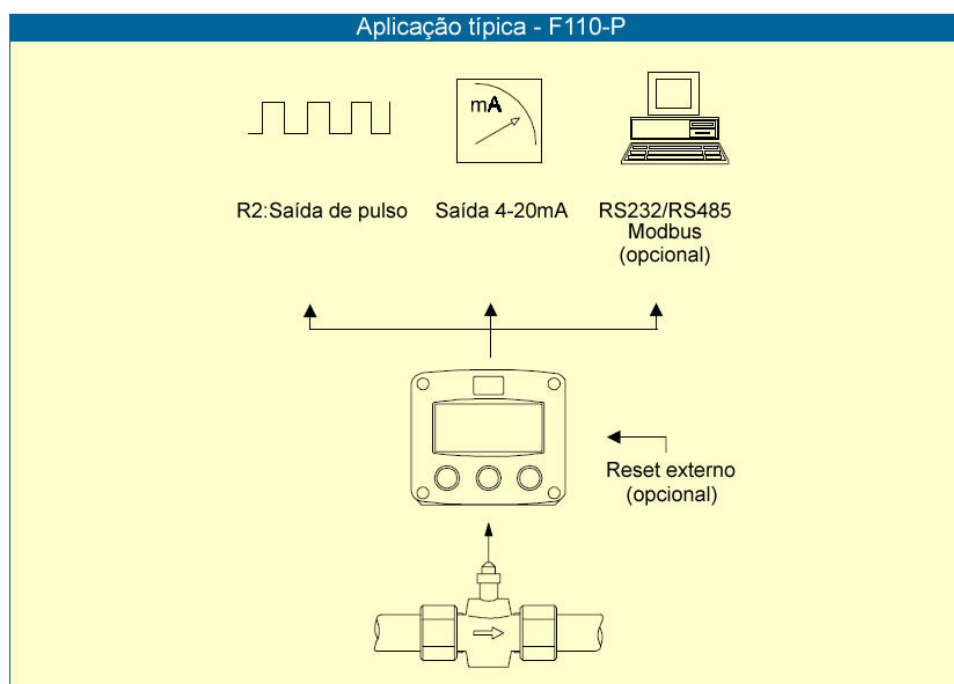 Aplicação típica - F110-P
mA
R2:Saída de pulso
Saída 4-20mA
RS232/RS485
Modbus
(opcional)
Reset externo
(opcional)